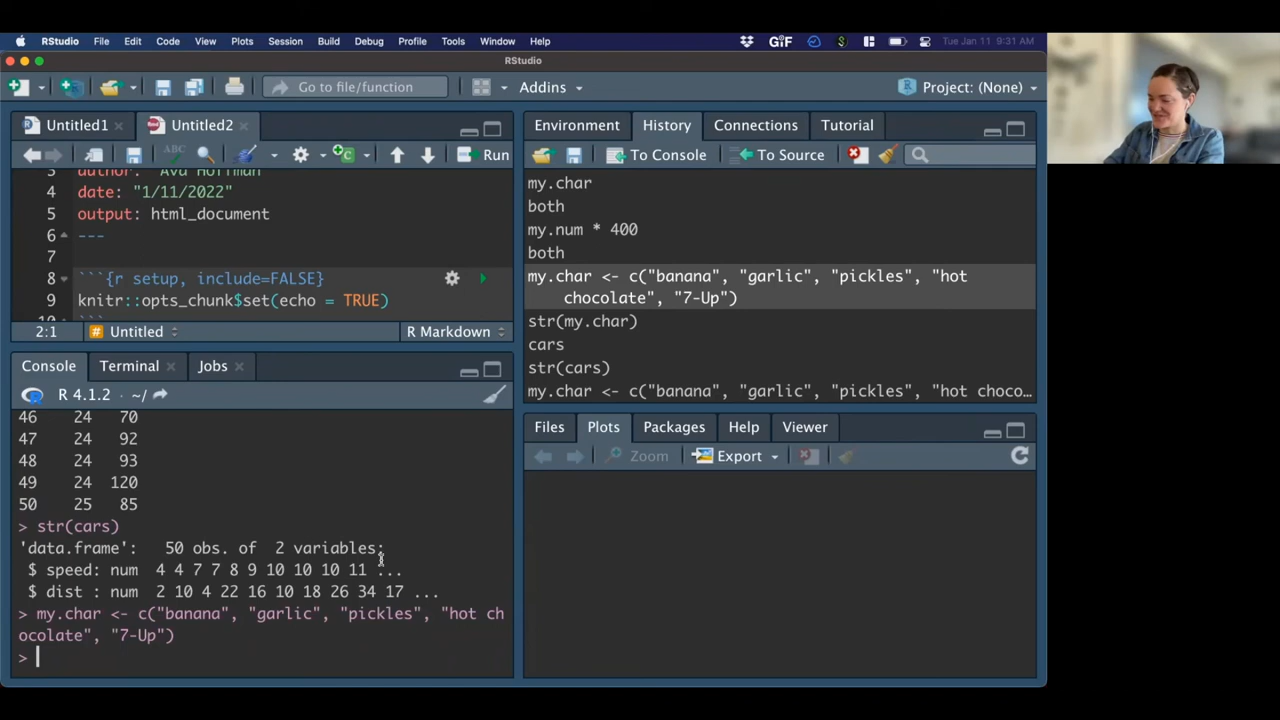 RStudio File Edit Code View Plots Session Build Debug Profile Tools Window Help GiF Tue Jan 11 9:31 AM
RStudio
Go to file/function Addins Project: (None)
Untitled1 Untitled2
ABC Run
author: "Ava Hoffman"
4 date: "1/11/2022"
5 output: html_document
6 ---
7
8 ```{r setup, include=FALSE}
9 knitr::opts_chunk$set(echo = TRUE)
10 ```
2:1 # Untitled R Markdown
Console Terminal Jobs
R 4.1.2 · ~/
46 24 70
47 24 92
48 24 93
49 24 120
50 25 85
> str(cars)
'data.frame': 50 obs. of 2 variables:
$ speed: num 4 4 7 7 8 9 10 10 10 11 ...
$ dist : num 2 10 4 22 16 10 18 26 34 17 ...
> my.char <- c("banana", "garlic", "pickles", "hot ch
ocolate", "7-Up")
>
Environment History Connections Tutorial
To Console To Source
my.char
both
my.num * 400
both
my.char <- c("banana", "garlic", "pickles", "hot
chocolate", "7-Up")
str(my.char)
cars
str(cars)
my.char <- c("banana", "garlic", "pickles", "hot choco…
Files Plots Packages Help Viewer
Zoom Export